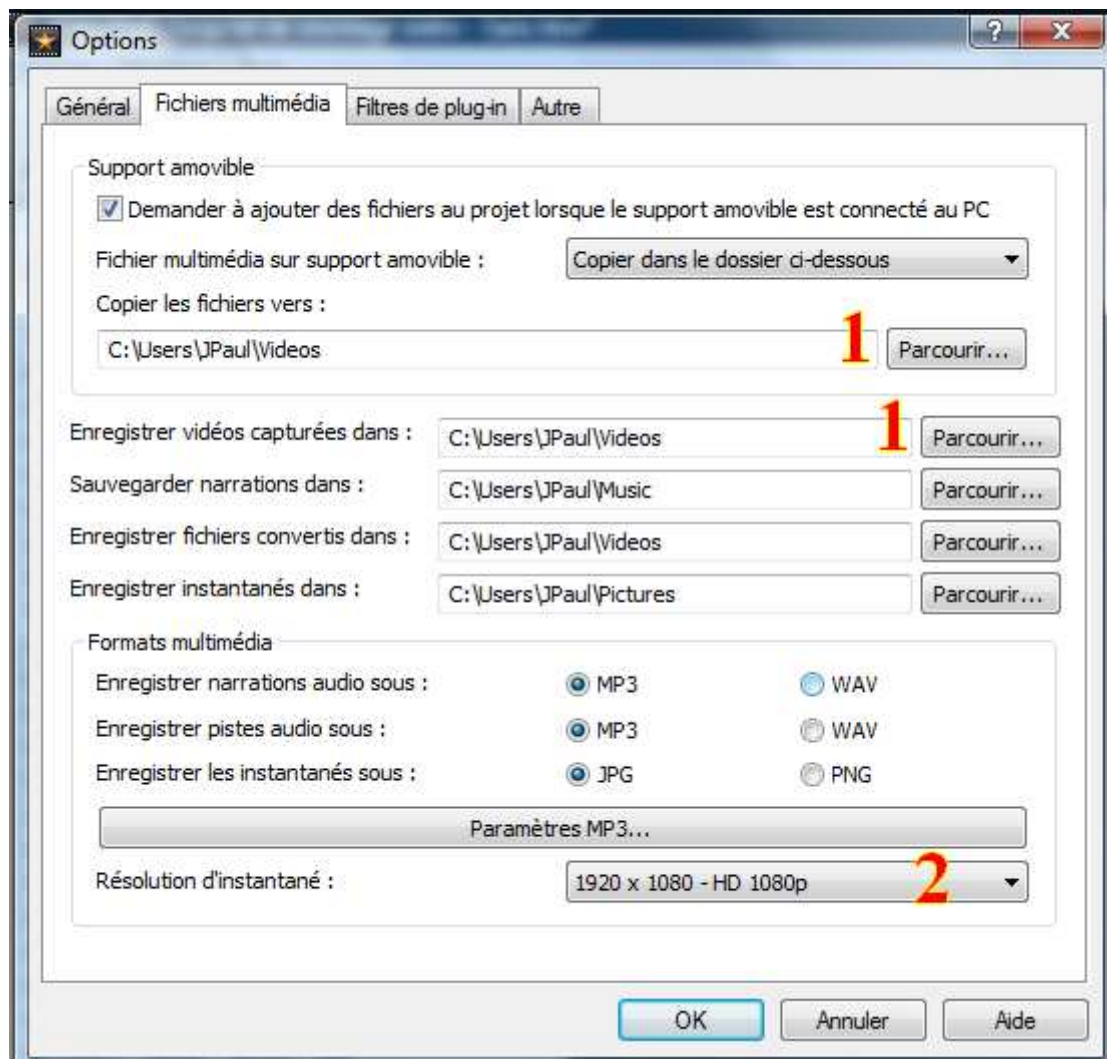 Options
Général Fichiers multimédia Filtres de plug-in Autre
Support amovible
Demander à ajouter des fichiers au projet lorsque le support amovible est connecté au PC
Fichier multimédia sur support amovible : Copier dans le dossier ci-dessous
Copier les fichiers vers :
C:\Users\JPaul\Videos 1 Parcourir...
Enregistrer vidéos capturées dans : C:\Users\JPaul\Videos 1 Parcourir...
Sauvegarder narrations dans : C:\Users\JPaul\Music Parcourir...
Enregistrer fichiers convertis dans : C:\Users\JPaul\Videos Parcourir...
Enregistrer instantanés dans : C:\Users\JPaul\Pictures Parcourir...
Formats multimédia
Enregistrer narrations audio sous : MP3 WAV
Enregistrer pistes audio sous : MP3 WAV
Enregistrer les instantanés sous : JPG PNG
Paramètres MP3...
Résolution d'instantané : 1920 x 1080 - HD 1080p 2
OK Annuler Aide